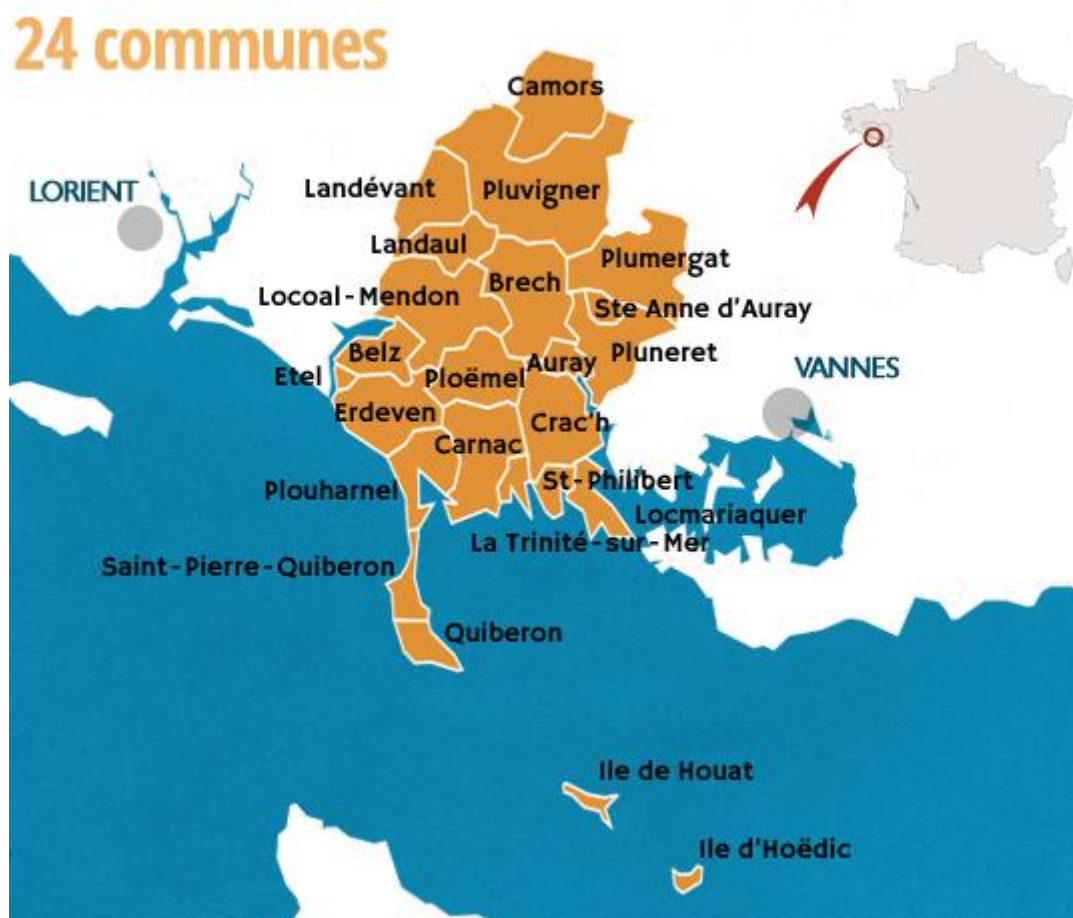 24 communes
Camors
LORIENT
Landévant
Pluvigner
Landaul
Plumergat
Brech
Locoal-Mendon
Ste Anne d'Auray
Belz
Auray
Pluneret
Etel
Ploëmel
VANNES
Erdeven
Crac'h
Carnac
Plouharnel
St-Philibert
Locmariaquer
La Trinité-sur-Mer
Saint-Pierre-Quiberon
Quiberon
Ile de Houat
Ile d'Hoëdic